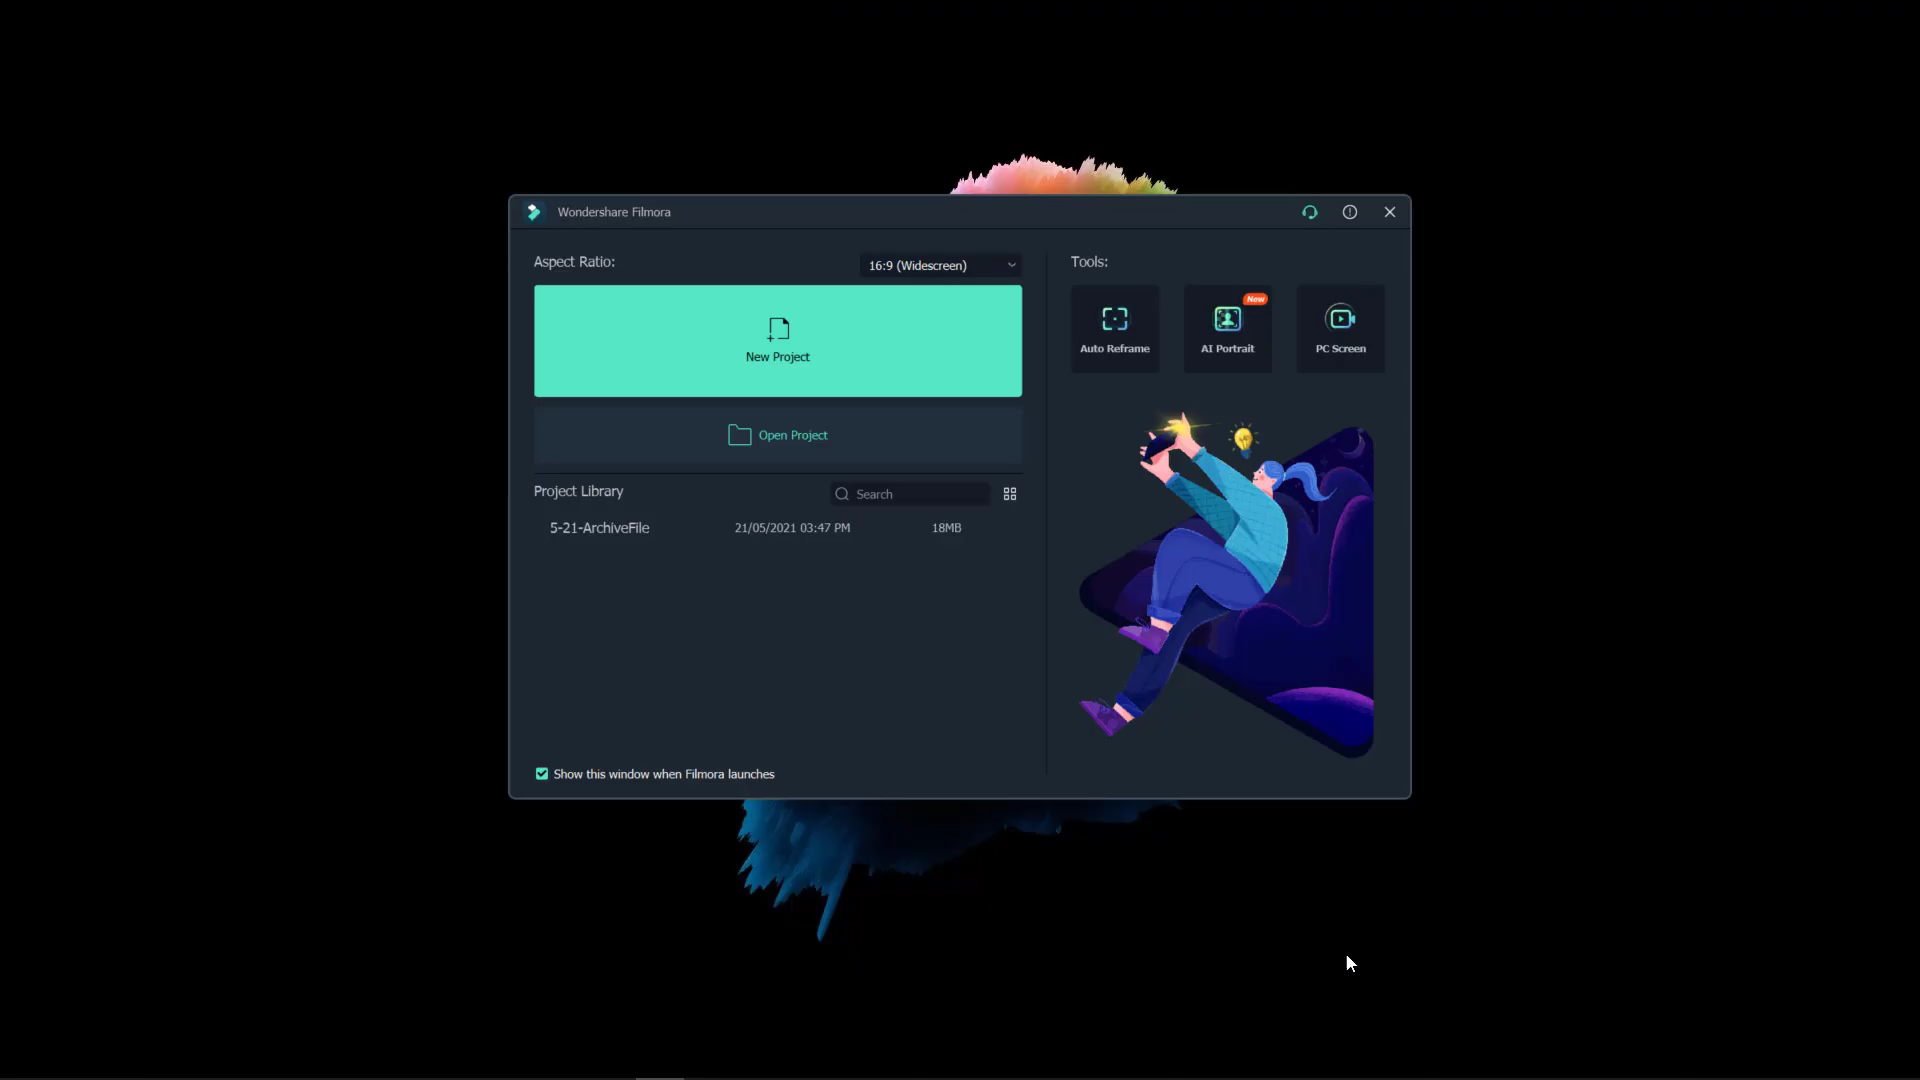 Wondershare Filmora
Aspect Ratio:
16:9 (Widescreen)
New Project
Open Project
Project Library
Search
5-21-ArchiveFile 21/05/2021 03:47 PM 18MB
Show this window when Filmora launches
Tools:
New
Auto Reframe
AI Portrait
PC Screen